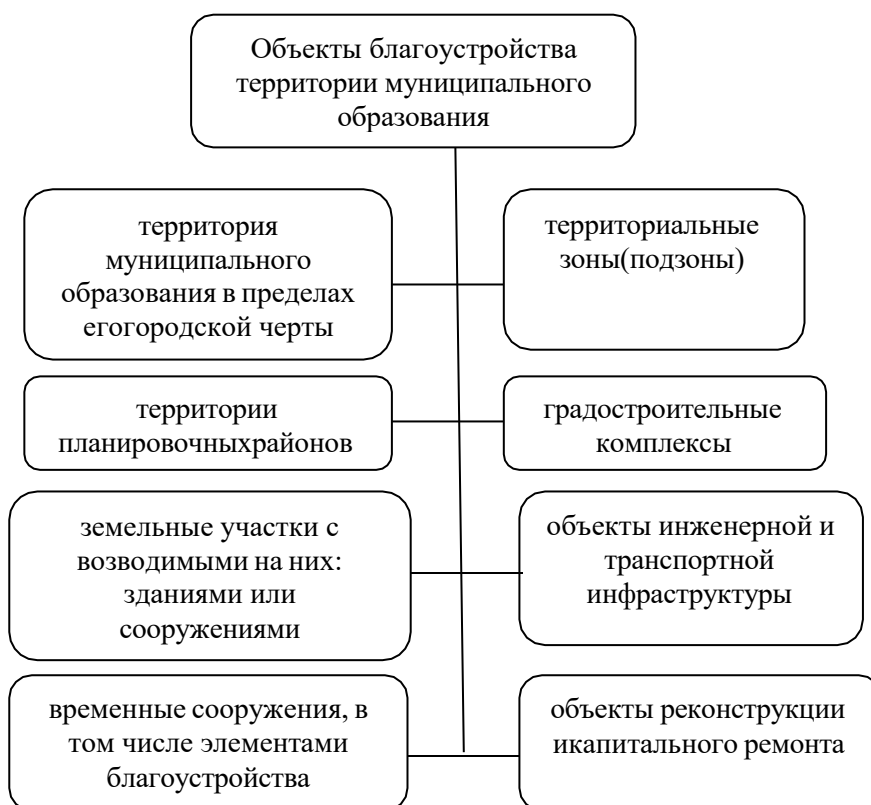 Объекты благоустройства
территории муниципального
образования
территория
муниципального
образования в пределах
егогородской черты
территориальные
зоны(подзоны)
территории
планировочныхрайонов
градостроительные
комплексы
земельные участки с
возводимыми на них:
зданиями или
сооружениями
объекты инженерной и
транспортной
инфраструктуры
временные сооружения, в
том числе элементами
благоустройства
объекты реконструкции
икапитального ремонта